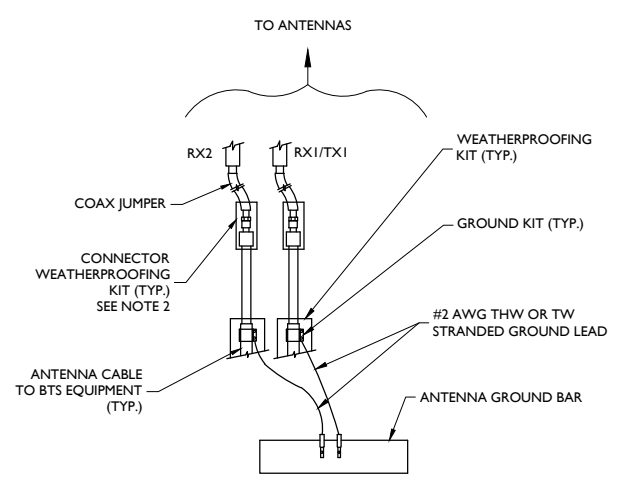 TO ANTENNAS
RX2
RX1/TX1
WEATHERPROOFING
KIT (TYP.)
COAX JUMPER
GROUND KIT (TYP.)
CONNECTOR
WEATHERPROOFING
KIT (TYP.)
SEE NOTE 2
#2 AWG THW OR TW
STRANDED GROUND LEAD
ANTENNA CABLE
TO BTS EQUIPMENT
(TYP.)
ANTENNA GROUND BAR